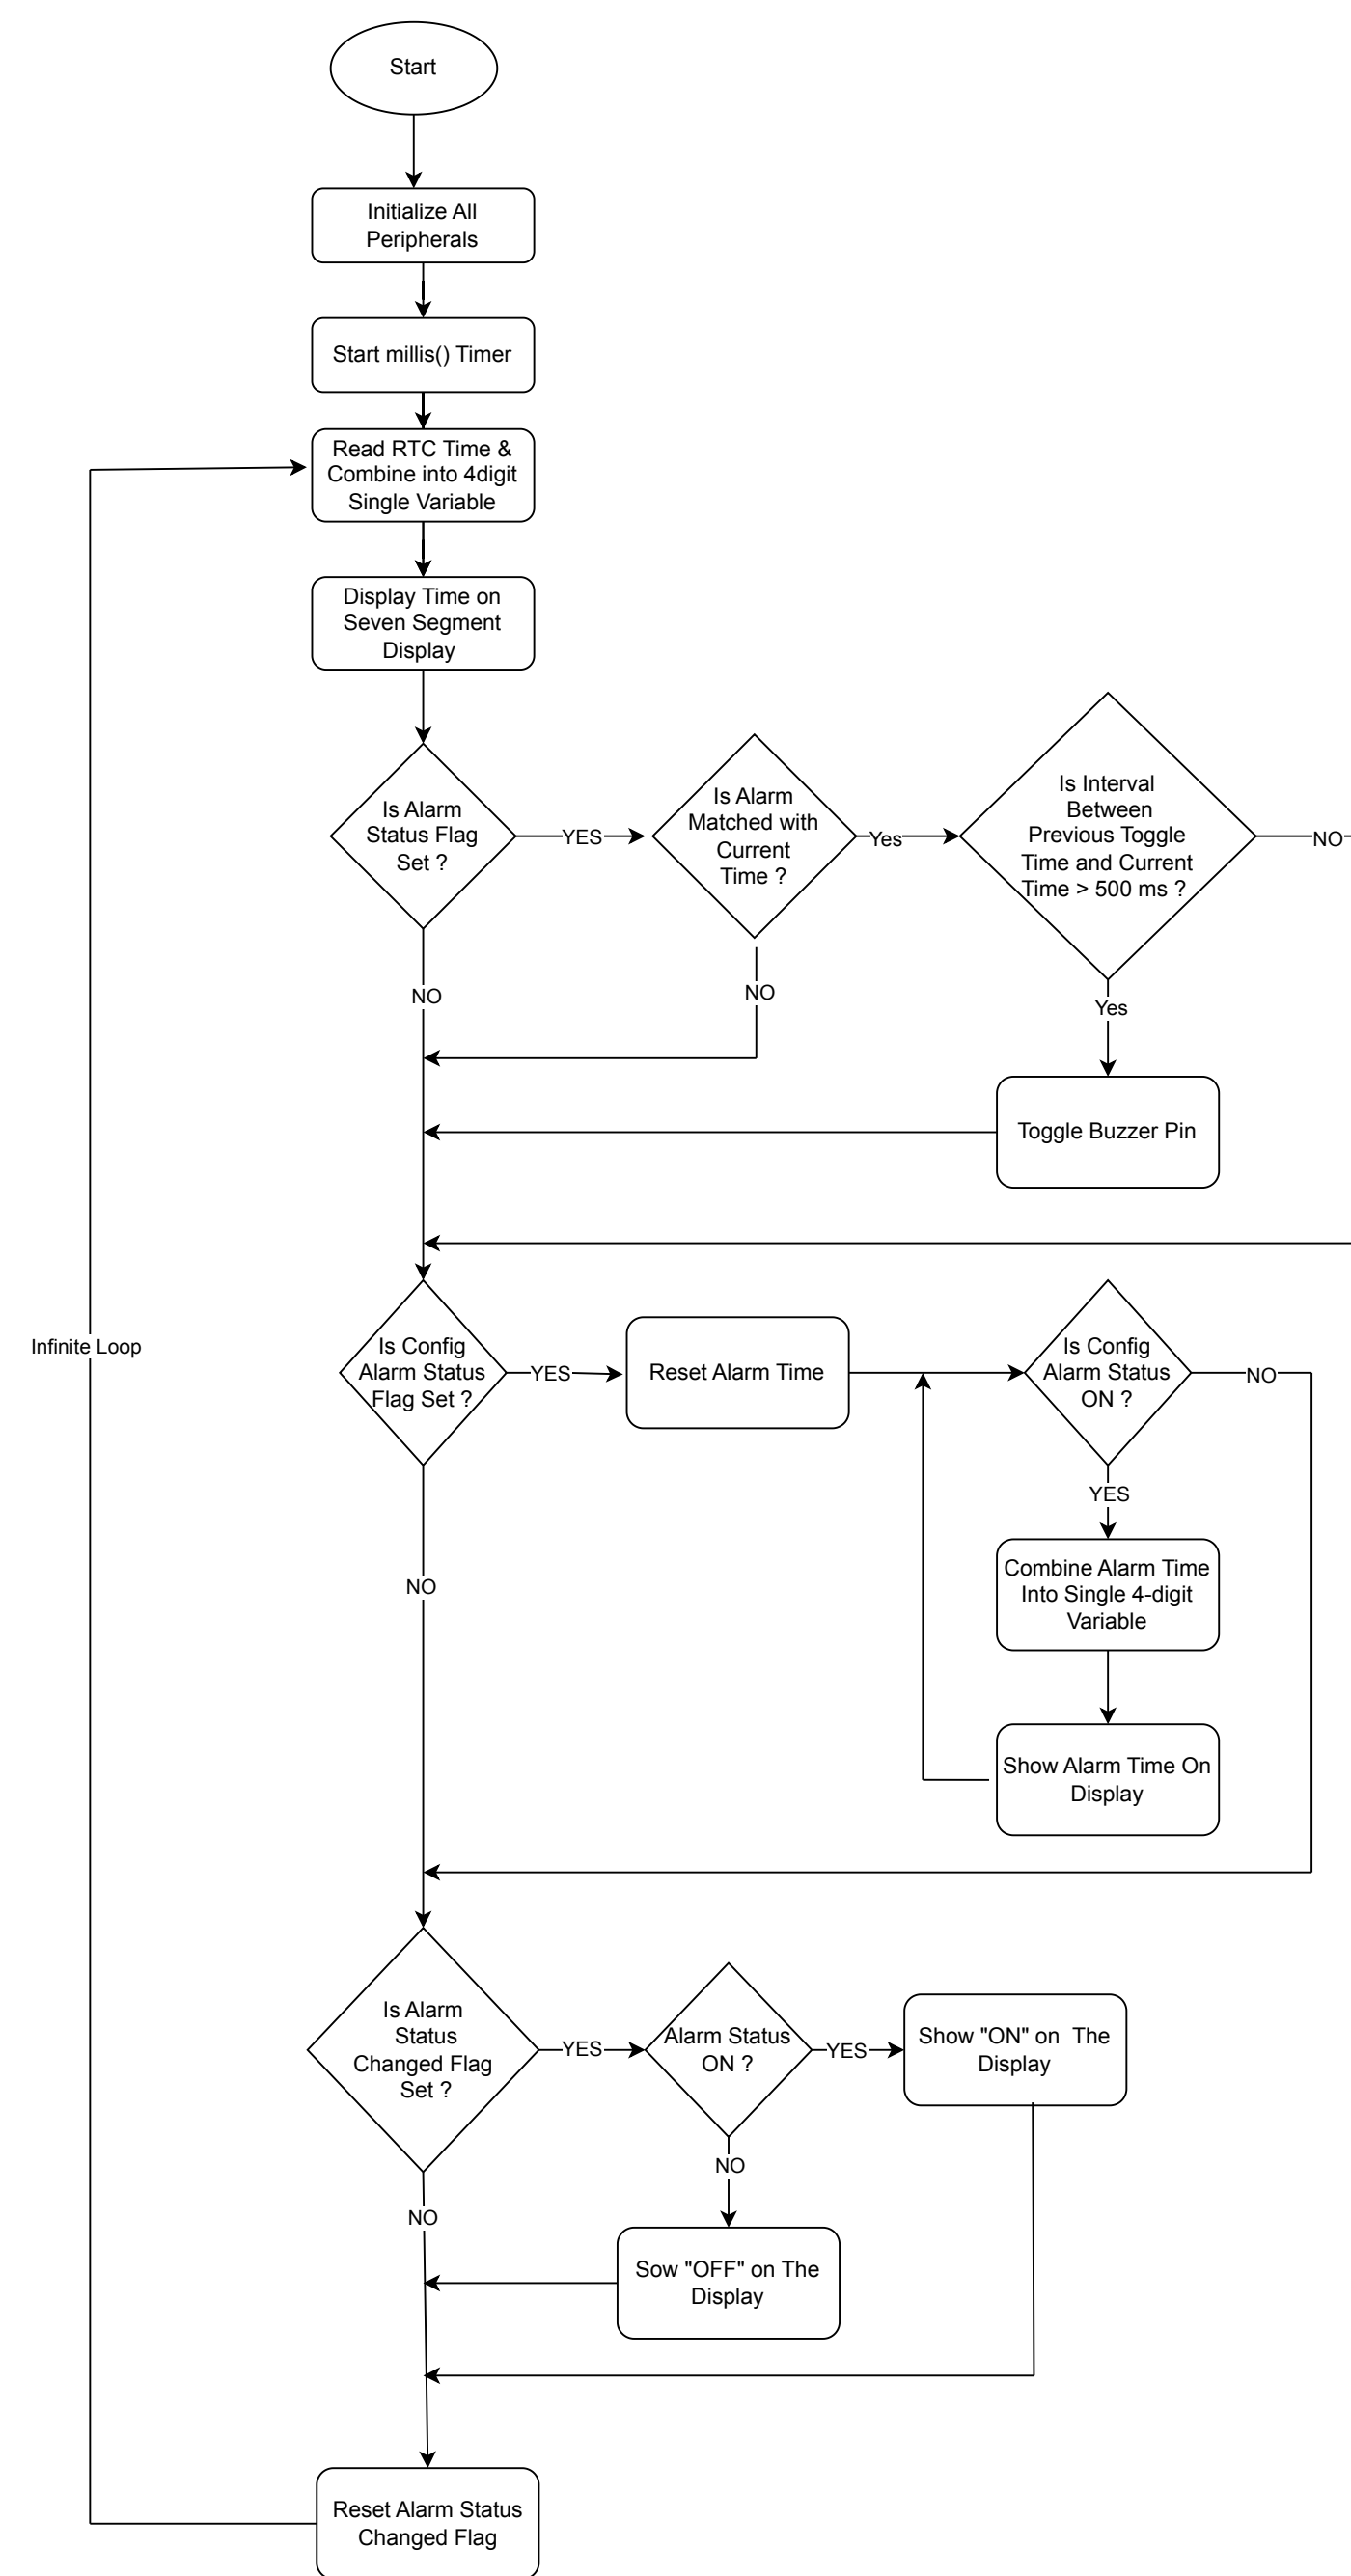 Start
Initialize All
Peripherals
Start millis() Timer
Read RTC Time &
Combine into 4digit
Single Variable
Display Time on
Seven Segment
Display
Is Alarm
Status Flag
Set ?
YES
Is Alarm
Matched with
Current
Time ?
Yes
Is Interval
Between
Previous Toggle
Time and Current
Time > 500 ms ?
NO
NO
NO
Yes
Toggle Buzzer Pin
Infinite Loop
Is Config
Alarm Status
Flag Set ?
YES
Reset Alarm Time
Is Config
Alarm Status
ON ?
NO
YES
Combine Alarm Time
Into Single 4-digit
Variable
NO
Show Alarm Time On
Display
Is Alarm
Status
Changed Flag
Set ?
YES
Alarm Status
ON ?
YES
Show "ON" on  The
Display
NO
NO
Sow "OFF" on The
Display
Reset Alarm Status
Changed Flag